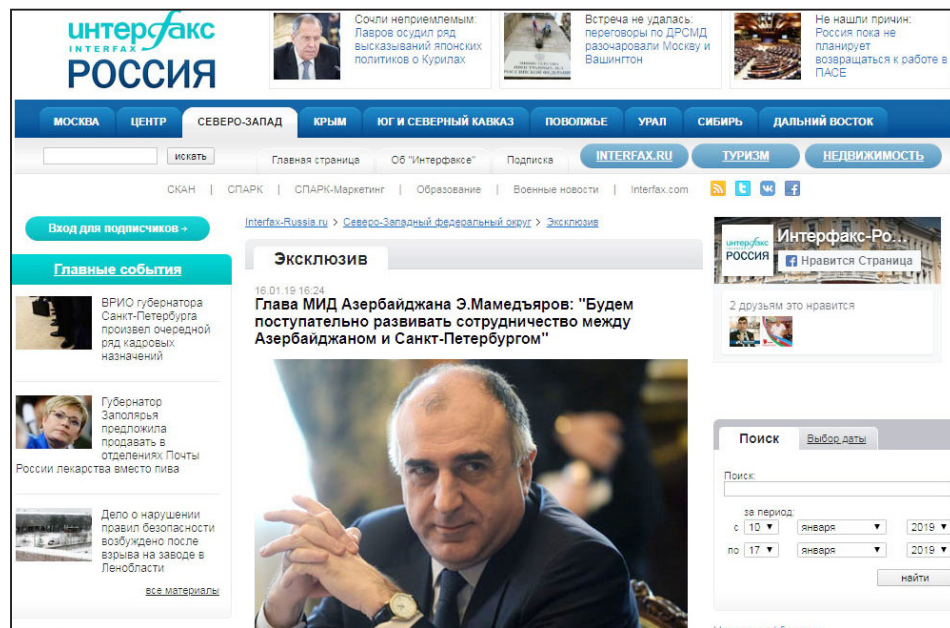 интерфакс
INTERFAX
РОССИЯ
Сочли неприемлемым:
Лавров осудил ряд
высказываний японских
политиков о Курилах
Встреча не удалась:
переговоры по ДРСМД
разочаровали Москву и
Вашингтон
Не нашли причин:
Россия пока не
планирует
возвращаться к работе в
ПАСЕ
МОСКВА ЦЕНТР СЕВЕРО-ЗАПАД КРЫМ ЮГ И СЕВЕРНЫЙ КАВКАЗ ПОВОЛЖЬЕ УРАЛ СИБИРЬ ДАЛЬНИЙ ВОСТОК
искать Главная страница Об "Интерфаксе" Подписка INTERFAX.RU ТУРИЗМ НЕДВИЖИМОСТЬ
СКАН | СПАРК | СПАРК-Маркетинг | Образование | Военные новости | Interfax.com
Вход для подписчиков →
Главные события
ВРИО губернатора
Санкт-Петербурга
произвел очередной
ряд кадровых
назначений
Губернатор
Заполярья
предложила
продавать в
отделениях Почты
России лекарства вместо пива
Дело о нарушении
правил безопасности
возбуждено после
взрыва на заводе в
Ленобласти
все материалы
Interfax-Russia.ru > Северо-Западный федеральный округ > Эксклюзив
Эксклюзив
16.01.19 16:24
Глава МИД Азербайджана Э.Мамедъяров: "Будем
поступательно развивать сотрудничество между
Азербайджаном и Санкт-Петербургом"
интерфакс
РОССИЯ
Интерфакс-Ро...
Нравится Страница
2 друзьям это нравится
Поиск Выбор даты
Поиск:
за период:
с 10 января 2019
по 17 января 2019
найти